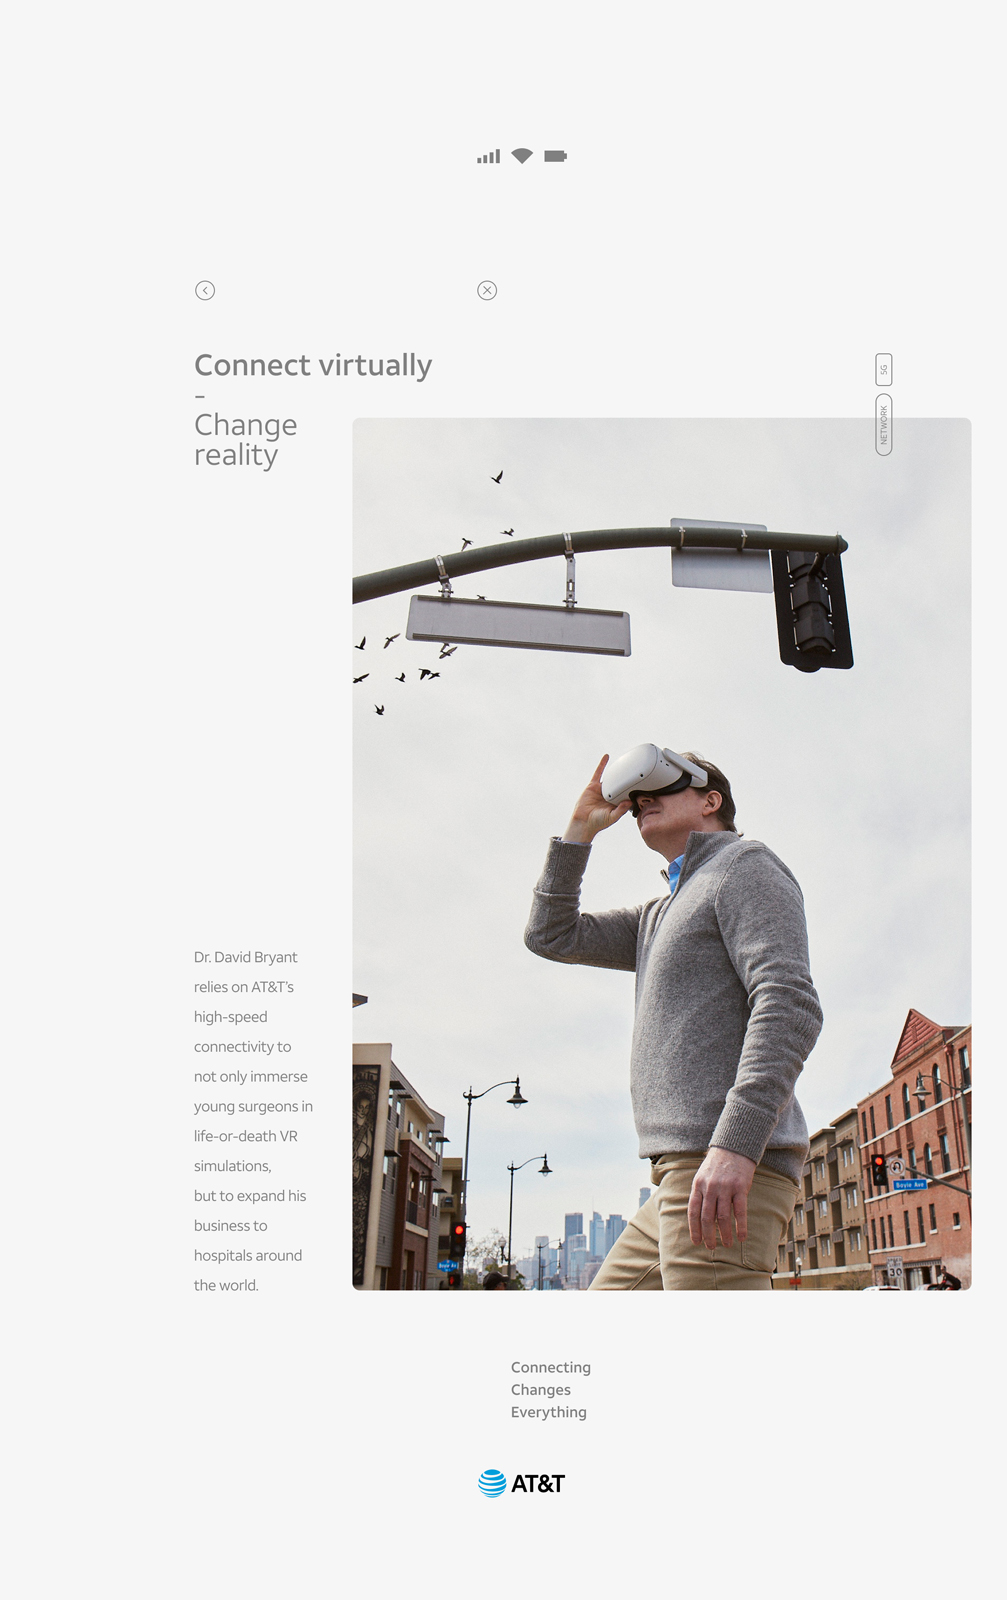 Connect virtually
–
Change
reality
5G
NETWORK
Dr. David Bryant
relies on AT&T's
high-speed
connectivity to
not only immerse
young surgeons in
life-or-death VR
simulations,
but to expand his
business to
hospitals around
the world.
Boyle Ave
30
Connecting
Changes
Everything
AT&T